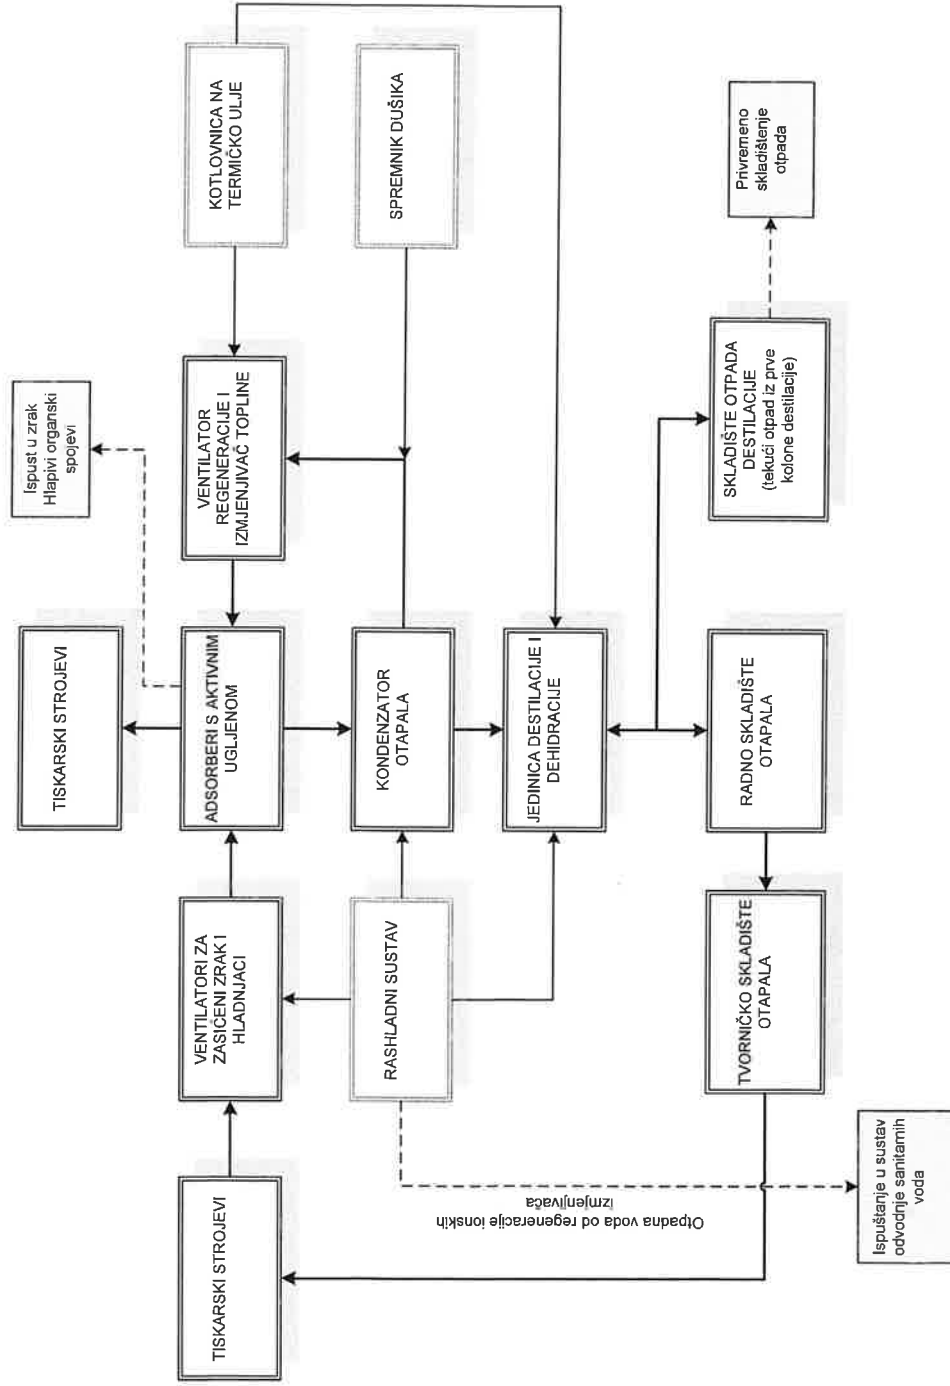 Ispust u zrak
Hlapivi organski
spojevi
TISKARSKI STROJEVI
TISKARSKI STROJEVI
VENTILATORI ZA
ZASIČENI ZRAK I
HLADNJACI
ADSORBERI S AKTIVNIM
UGLJENOM
VENTILATOR
REGENERACIJE I
IZMJENJIVAČ TOPLINE
KOTLOVNICA NA
TERMIČKO ULJE
RASHLADNI SUSTAV
KONDENZATOR
OTAPALA
SPREMNIK DUŠIKA
JEDINICA DESTILACIJE I
DEHIDRACIJE
Otpadna voda od regeneracije ionskih
izmjenjivača
TVORNIČKO SKLADIŠTE
OTAPALA
RADNO SKLADIŠTE
OTAPALA
SKLADIŠTE OTPADA
DESTILACIJE
(tekući otpad iz prve
kolone destilacije)
Privremeno
skladištenje
otpada
Ispuštanje u sustav
odvodnje sanitarnih
voda